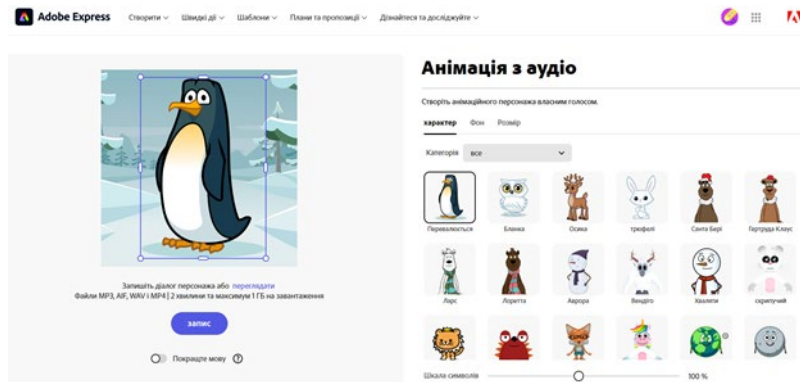 Adobe Express Створити Швидкі дії Шаблони Плани та пропозиції Дізнайтеся та досліджуйте
Анімація з аудіо
Створіть анімаційного персонажа власним голосом.
характер Фон Розмір
Категорія все
Перевалюється Бланка Осика трюфелі Санта Бері Гертруда Клаус
Ларс Лоретта Аврора Вендіго Хваляпи скрипучий
Шкала символів 100 %
Запишіть діалог персонажа або переглядати
Файли MP3, AIF, WAV і MP4 | 2 хвилини та максимум 1 ГБ на завантаження
запис
Покращте мову ?